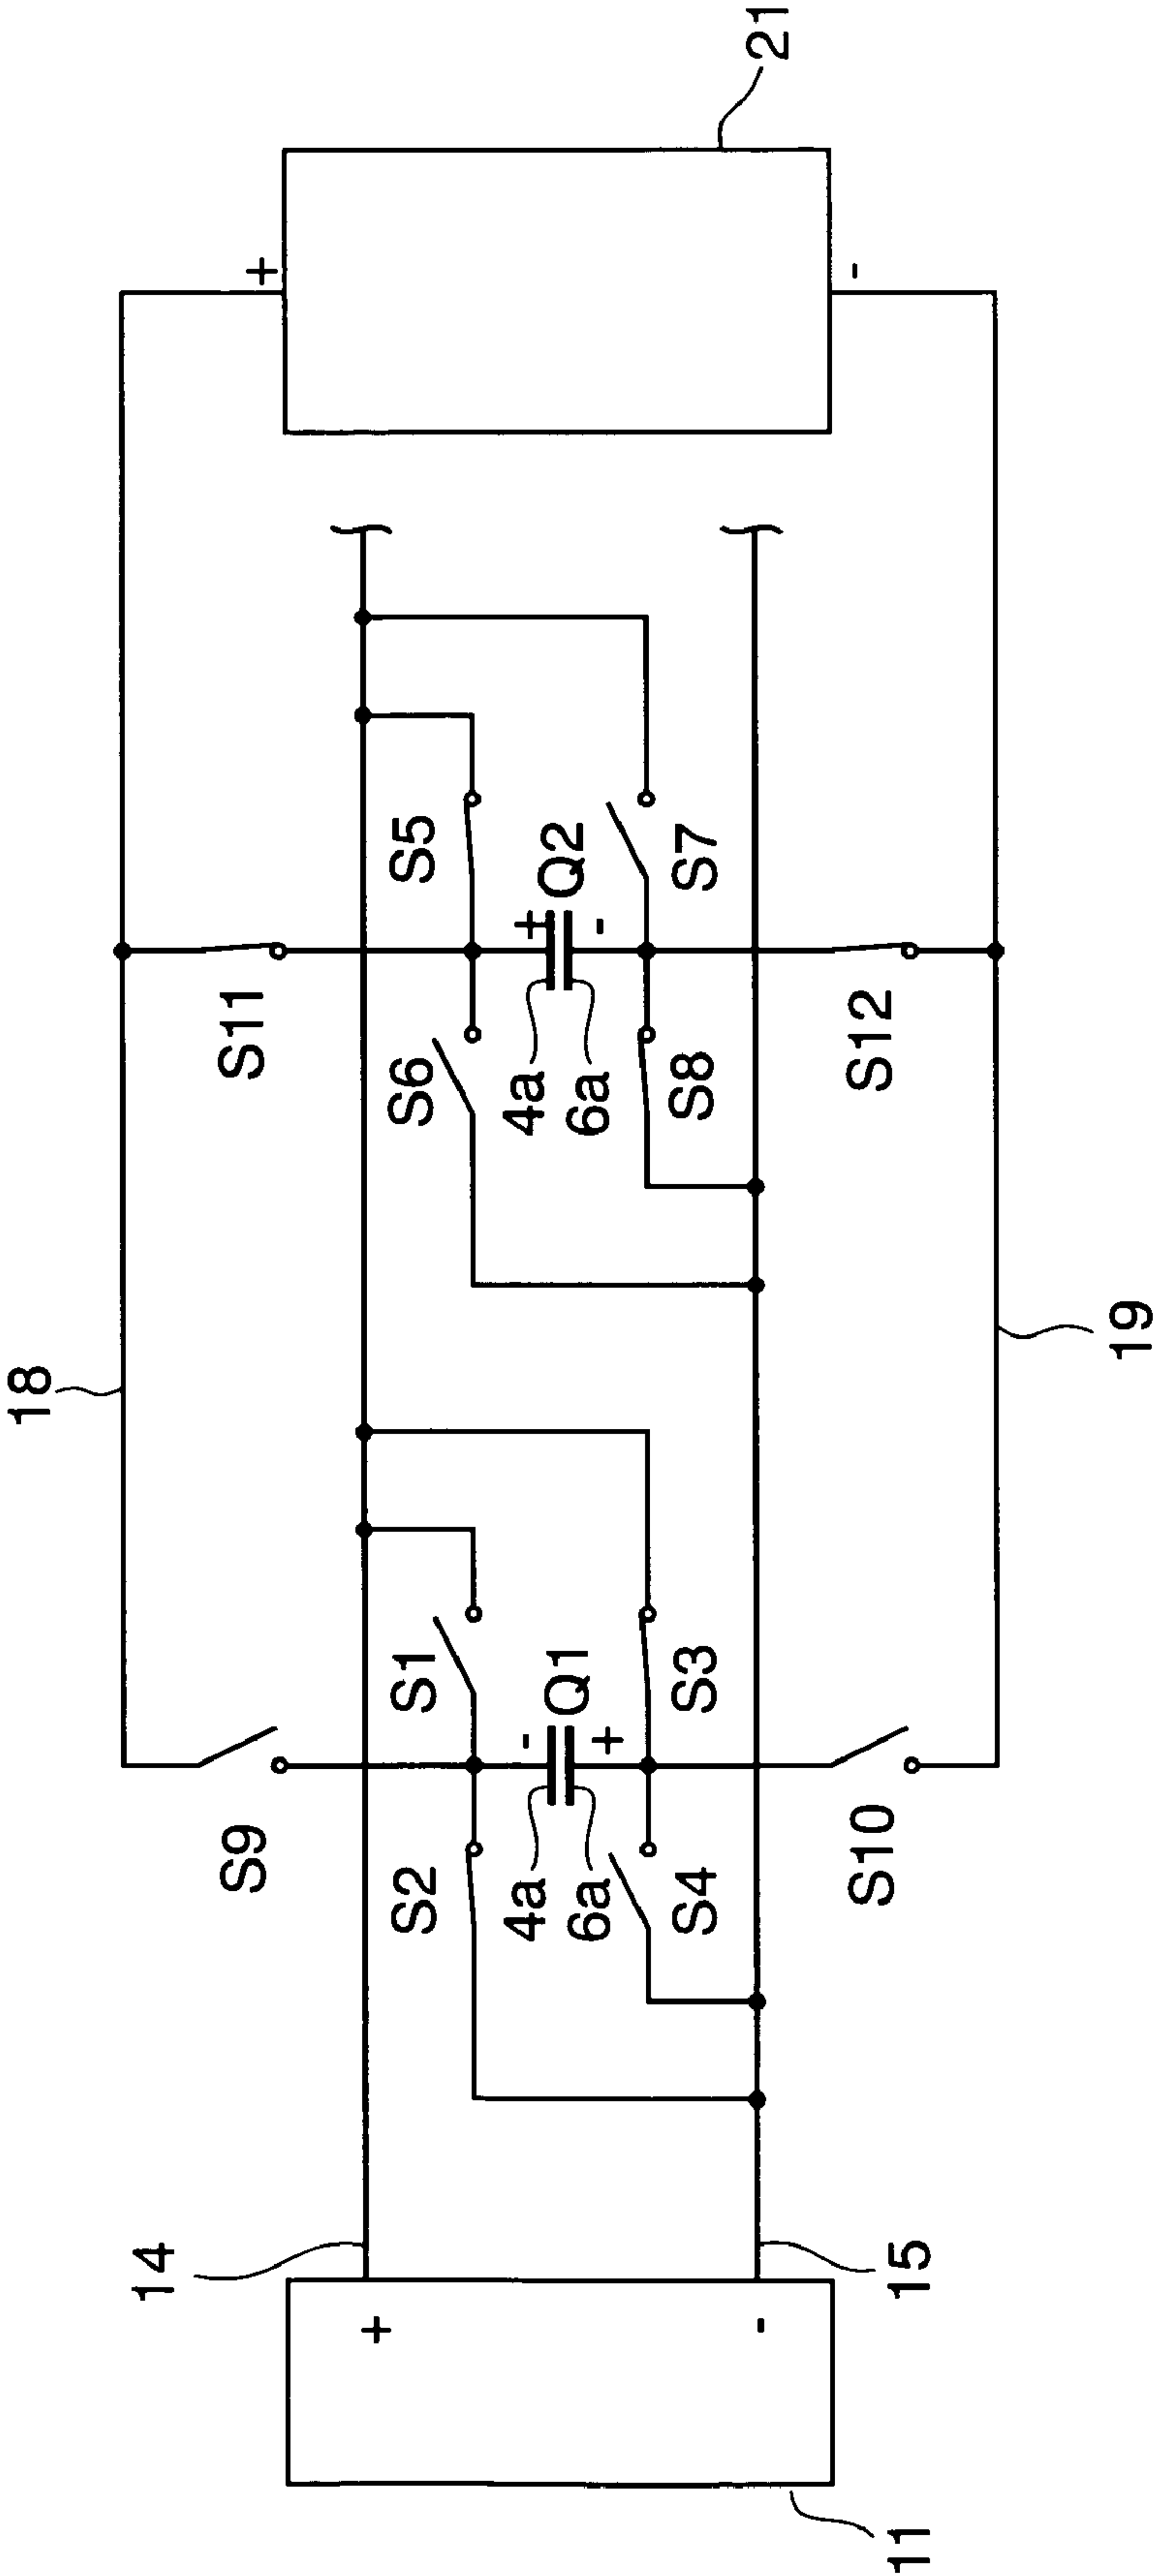 18
S9
S11
14
+
+
21
S1
S5
S2
S6
-
Q1
+
Q2
4a
4a
6a
6a
+
-
S3
S7
S4
S8
-
-
15
S10
S12
11
19